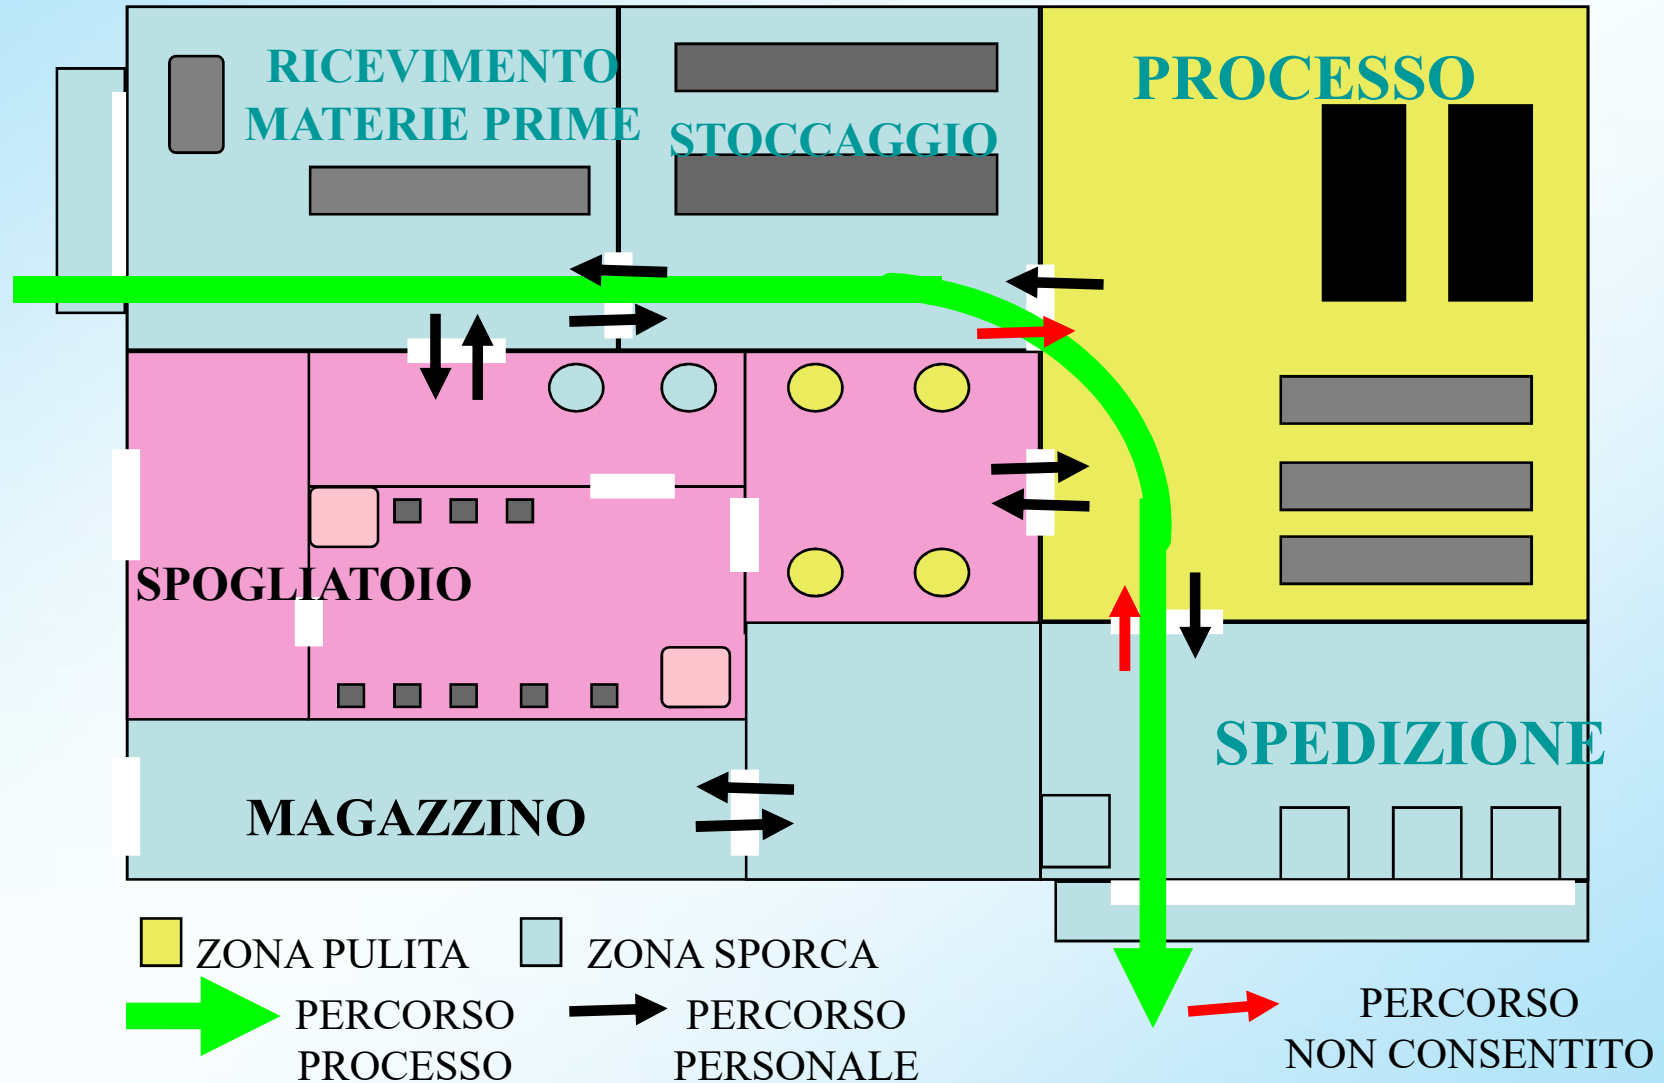 RICEVIMENTO
MATERIE PRIME
STOCCAGGIO
PROCESSO
SPOGLIATOIO
MAGAZZINO
SPEDIZIONE
ZONA PULITA
ZONA SPORCA
PERCORSO
PROCESSO
PERCORSO
PERSONALE
PERCORSO
NON CONSENTITO